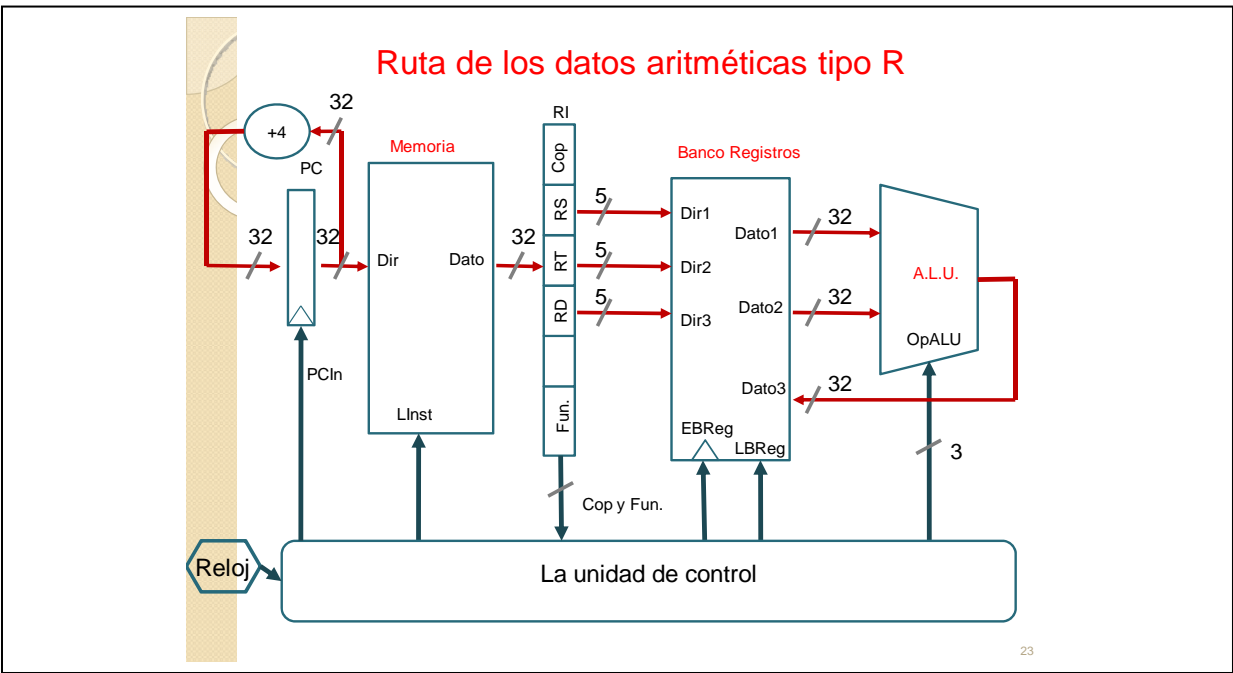 Ruta de los datos aritméticas tipo R
32
+4
PC
Memoria
RI
Banco Registros
Cop
RS
RT
RD
Fun.
32
32
Dir
Dato
LInst
32
5
5
5
Dir1
Dir2
Dir3
Dato1
Dato2
Dato3
EBReg
LBReg
32
32
32
A.L.U.
OpALU
3
PCIn
Cop y Fun.
Reloj
La unidad de control
23